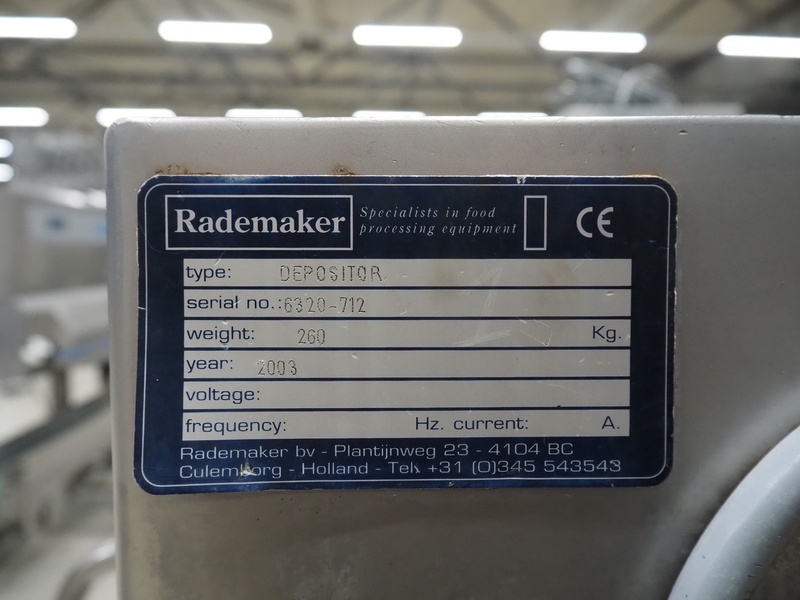 Rademaker
Specialists in food
processing equipment
CE
type: DEPOSITOR
serial no.:6320-712
weight: 260 Kg.
year: 2003
voltage:
frequency: Hz. current: A.
Rademaker bv - Plantijnweg 23 - 4104 BC
Culemborg - Holland - Tel. +31 (0)345 543543